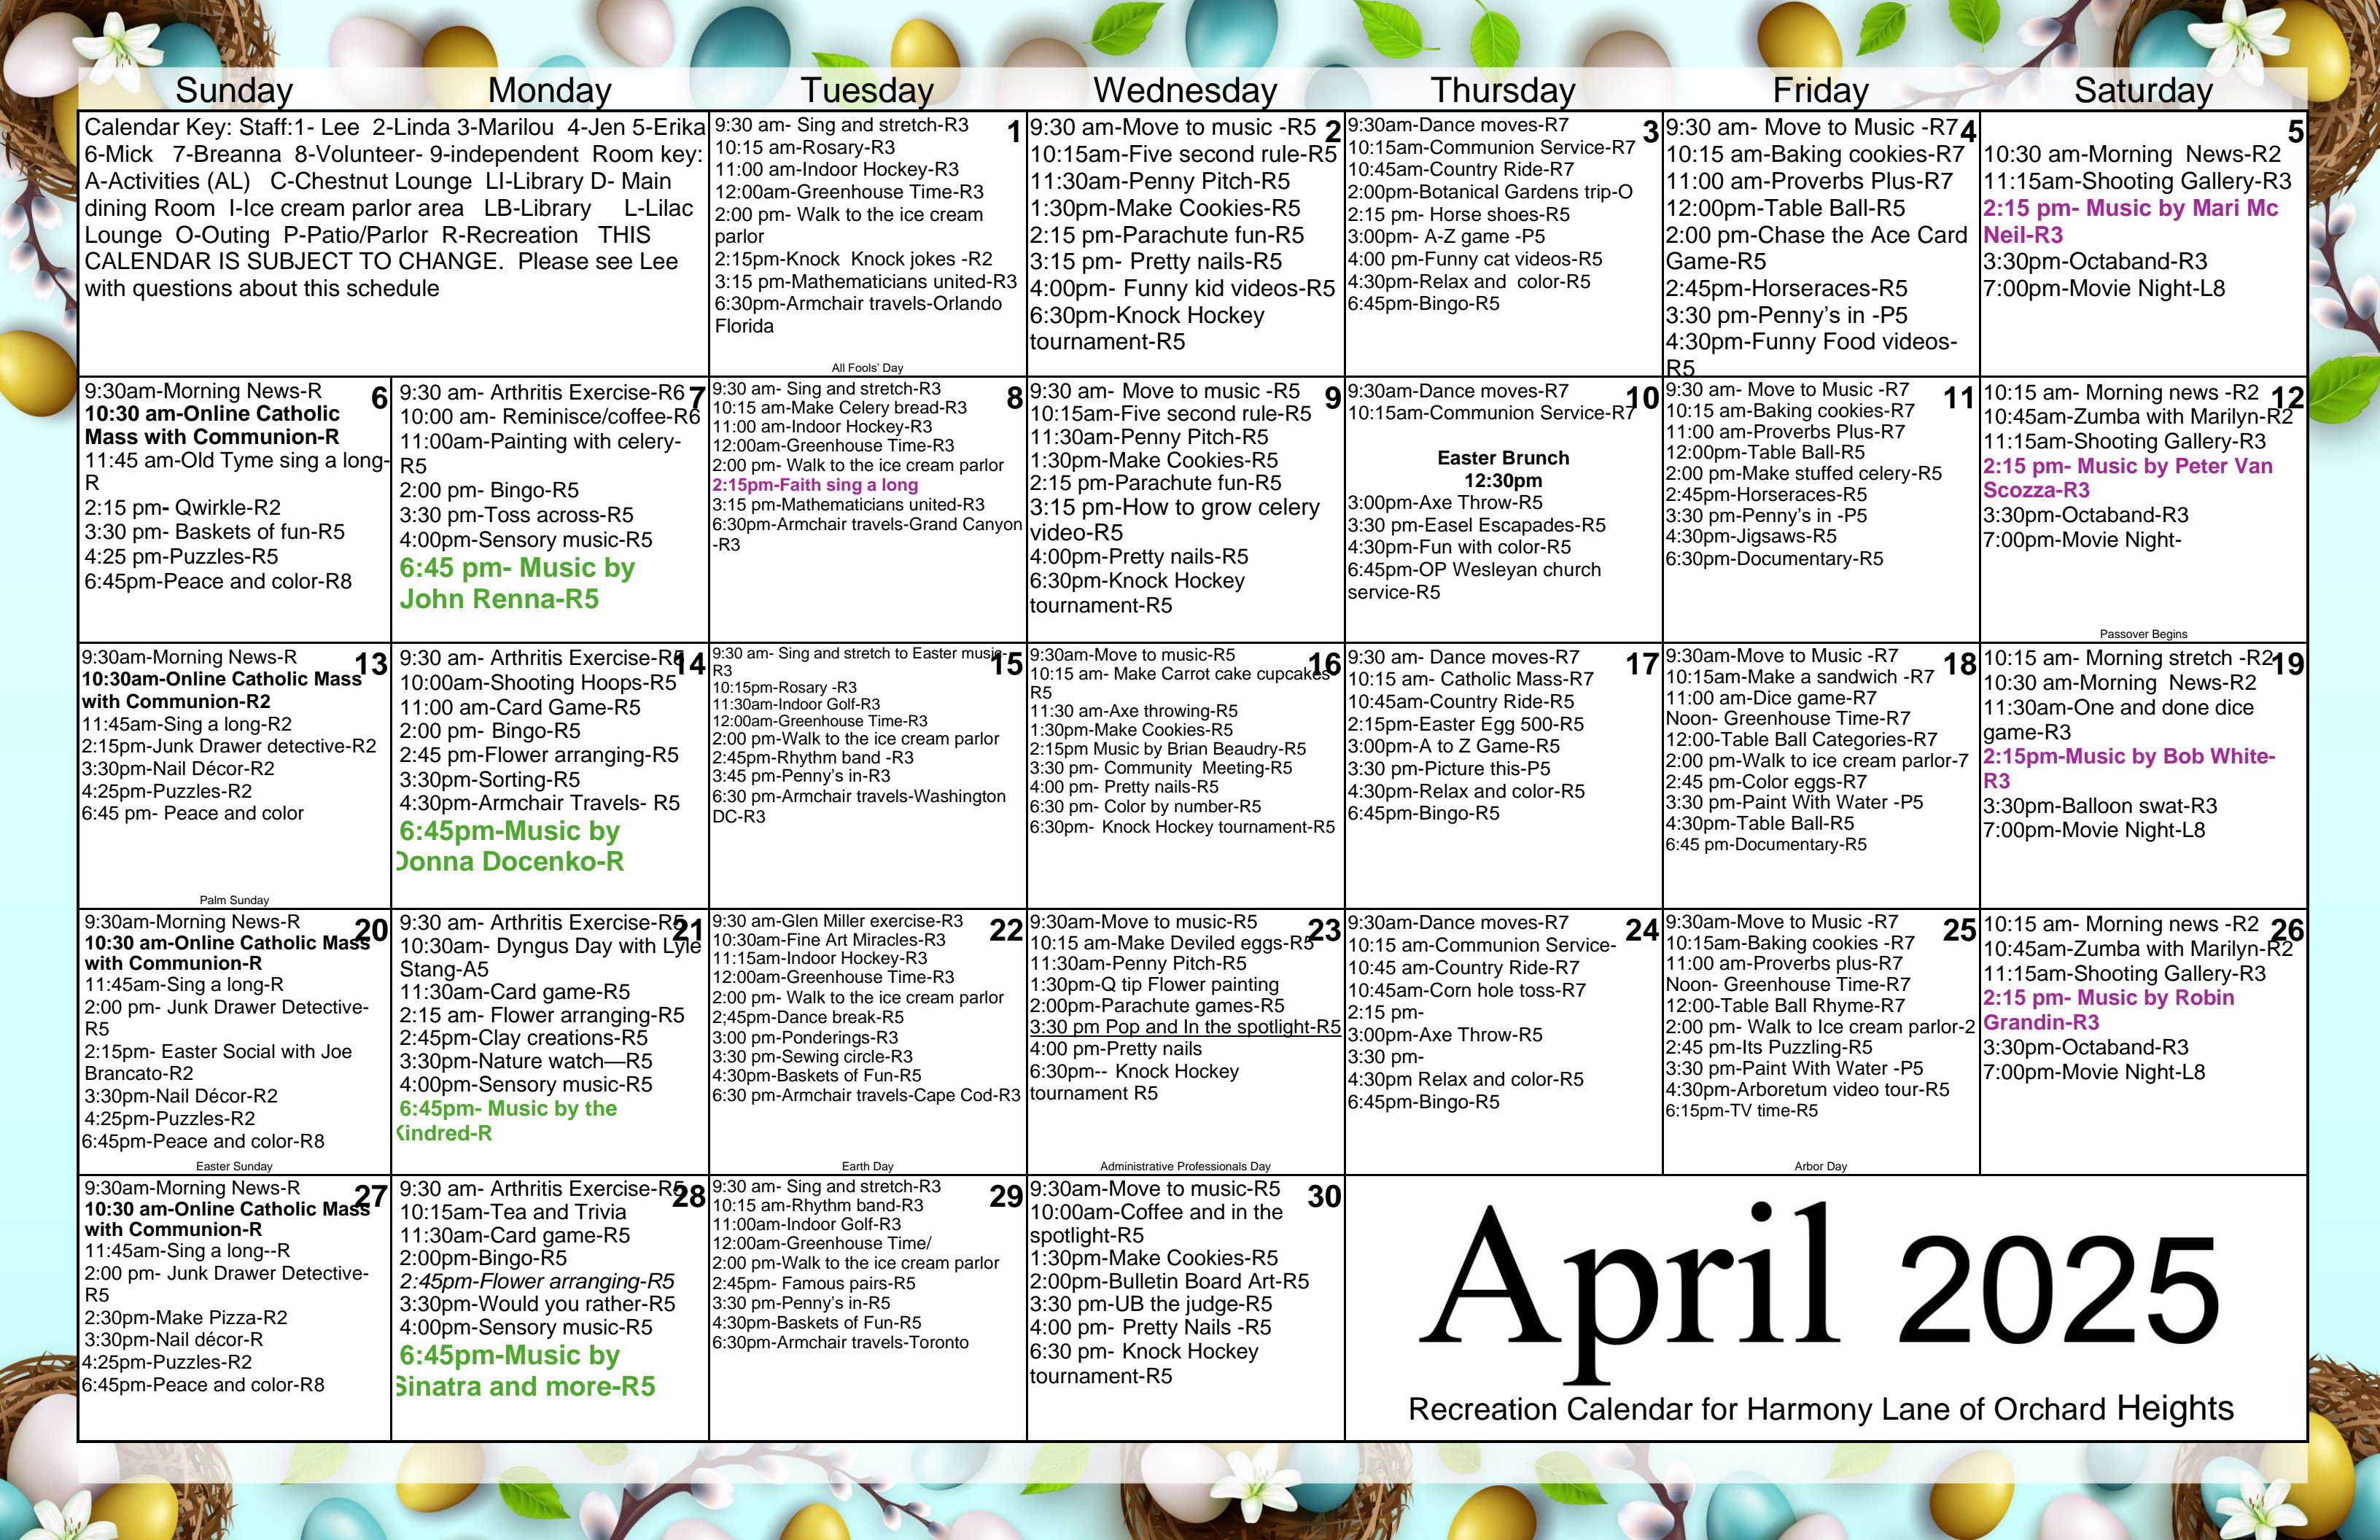 Sunday Monday Tuesday Wednesday Thursday Friday Saturday
Calendar Key: Staff:1- Lee 2-Linda 3-Marilou 4-Jen 5-Erika
6-Mick 7-Breanna 8-Volunteer- 9-independent Room key:
A-Activities (AL) C-Chestnut Lounge LI-Library D- Main
dining Room I-Ice cream parlor area LB-Library L-Lilac
Lounge O-Outing P-Patio/Parlor R-Recreation THIS
CALENDAR IS SUBJECT TO CHANGE. Please see Lee
with questions about this schedule
1
9:30 am- Sing and stretch-R3
10:15 am-Rosary-R3
11:00 am-Indoor Hockey-R3
12:00am-Greenhouse Time-R3
2:00 pm- Walk to the ice cream
parlor
2:15pm-Knock Knock jokes -R2
3:15 pm-Mathematicians united-R3
6:30pm-Armchair travels-Orlando
Florida
All Fools' Day
2
9:30 am-Move to music -R5
10:15am-Five second rule-R5
11:30am-Penny Pitch-R5
1:30pm-Make Cookies-R5
2:15 pm-Parachute fun-R5
3:15 pm- Pretty nails-R5
4:00pm- Funny kid videos-R5
6:30pm-Knock Hockey
tournament-R5
3
9:30am-Dance moves-R7
10:15am-Communion Service-R7
10:45am-Country Ride-R7
2:00pm-Botanical Gardens trip-O
2:15 pm- Horse shoes-R5
3:00pm- A-Z game -P5
4:00 pm-Funny cat videos-R5
4:30pm-Relax and color-R5
6:45pm-Bingo-R5
4
9:30 am- Move to Music -R7
10:15 am-Baking cookies-R7
11:00 am-Proverbs Plus-R7
12:00pm-Table Ball-R5
2:00 pm-Chase the Ace Card
Game-R5
2:45pm-Horseraces-R5
3:30 pm-Penny's in -P5
4:30pm-Funny Food videos-
R5
5
10:30 am-Morning News-R2
11:15am-Shooting Gallery-R3
2:15 pm- Music by Mari Mc
Neil-R3
3:30pm-Octaband-R3
7:00pm-Movie Night-L8
6
9:30am-Morning News-R
10:30 am-Online Catholic
Mass with Communion-R
11:45 am-Old Tyme sing a long-
R
2:15 pm- Qwirkle-R2
3:30 pm- Baskets of fun-R5
4:25 pm-Puzzles-R5
6:45pm-Peace and color-R8
7
9:30 am- Arthritis Exercise-R6
10:00 am- Reminisce/coffee-R6
11:00am-Painting with celery-
R5
2:00 pm- Bingo-R5
3:30 pm-Toss across-R5
4:00pm-Sensory music-R5
6:45 pm- Music by
John Renna-R5
8
9:30 am- Sing and stretch-R3
10:15 am-Make Celery bread-R3
11:00 am-Indoor Hockey-R3
12:00am-Greenhouse Time-R3
2:00 pm- Walk to the ice cream parlor
2:15pm-Faith sing a long
3:15 pm-Mathematicians united-R3
6:30pm-Armchair travels-Grand Canyon
-R3
9
9:30 am- Move to music -R5
10:15am-Five second rule-R5
11:30am-Penny Pitch-R5
1:30pm-Make Cookies-R5
2:15 pm-Parachute fun-R5
3:15 pm-How to grow celery
video-R5
4:00pm-Pretty nails-R5
6:30pm-Knock Hockey
tournament-R5
10
9:30am-Dance moves-R7
10:15am-Communion Service-R7
Easter Brunch
12:30pm
3:00pm-Axe Throw-R5
3:30 pm-Easel Escapades-R5
4:30pm-Fun with color-R5
6:45pm-OP Wesleyan church
service-R5
11
9:30 am- Move to Music -R7
10:15 am-Baking cookies-R7
11:00 am-Proverbs Plus-R7
12:00pm-Table Ball-R5
2:00 pm-Make stuffed celery-R5
2:45pm-Horseraces-R5
3:30 pm-Penny's in -P5
4:30pm-Jigsaws-R5
6:30pm-Documentary-R5
12
10:15 am- Morning news -R2
10:45am-Zumba with Marilyn-R2
11:15am-Shooting Gallery-R3
2:15 pm- Music by Peter Van
Scozza-R3
3:30pm-Octaband-R3
7:00pm-Movie Night-
Passover Begins
13
9:30am-Morning News-R
10:30am-Online Catholic Mass
with Communion-R2
11:45am-Sing a long-R2
2:15pm-Junk Drawer detective-R2
3:30pm-Nail Décor-R2
4:25pm-Puzzles-R2
6:45 pm- Peace and color
Palm Sunday
14
9:30 am- Arthritis Exercise-R6
10:00am-Shooting Hoops-R5
11:00 am-Card Game-R5
2:00 pm- Bingo-R5
2:45 pm-Flower arranging-R5
3:30pm-Sorting-R5
4:30pm-Armchair Travels- R5
6:45pm-Music by
Donna Docenko-R
15
9:30 am- Sing and stretch to Easter music-
R3
10:15pm-Rosary -R3
11:30am-Indoor Golf-R3
12:00am-Greenhouse Time-R3
2:00 pm-Walk to the ice cream parlor
2:45pm-Rhythm band -R3
3:45 pm-Penny's in-R3
6:30 pm-Armchair travels-Washington
DC-R3
16
9:30am-Move to music-R5
10:15 am- Make Carrot cake cupcakes-
R5
11:30 am-Axe throwing-R5
1:30pm-Make Cookies-R5
2:15pm Music by Brian Beaudry-R5
3:30 pm- Community Meeting-R5
4:00 pm- Pretty nails-R5
6:30 pm- Color by number-R5
6:30pm- Knock Hockey tournament-R5
17
9:30 am- Dance moves-R7
10:15 am- Catholic Mass-R7
10:45am-Country Ride-R5
2:15pm-Easter Egg 500-R5
3:00pm-A to Z Game-R5
3:30 pm-Picture this-P5
4:30pm-Relax and color-R5
6:45pm-Bingo-R5
18
9:30am-Move to Music -R7
10:15am-Make a sandwich -R7
11:00 am-Dice game-R7
Noon- Greenhouse Time-R7
12:00-Table Ball Categories-R7
2:00 pm-Walk to ice cream parlor-7
2:45 pm-Color eggs-R7
3:30 pm-Paint With Water -P5
4:30pm-Table Ball-R5
6:45 pm-Documentary-R5
19
10:15 am- Morning stretch -R2
10:30 am-Morning News-R2
11:30am-One and done dice
game-R3
2:15pm-Music by Bob White-
R3
3:30pm-Balloon swat-R3
7:00pm-Movie Night-L8
20
9:30am-Morning News-R
10:30 am-Online Catholic Mass
with Communion-R
11:45am-Sing a long-R
2:00 pm- Junk Drawer Detective-
R5
2:15pm- Easter Social with Joe
Brancato-R2
3:30pm-Nail Décor-R2
4:25pm-Puzzles-R2
6:45pm-Peace and color-R8
Easter Sunday
21
9:30 am- Arthritis Exercise-R5
10:30am- Dyngus Day with Lyle
Stang-A5
11:30am-Card game-R5
2:15 am- Flower arranging-R5
2:45pm-Clay creations-R5
3:30pm-Nature watch—R5
4:00pm-Sensory music-R5
6:45pm- Music by the
Kindred-R
22
9:30 am-Glen Miller exercise-R3
10:30am-Fine Art Miracles-R3
11:15am-Indoor Hockey-R3
12:00am-Greenhouse Time-R3
2:00 pm- Walk to the ice cream parlor
2;45pm-Dance break-R5
3:00 pm-Ponderings-R3
3:30 pm-Sewing circle-R3
4:30pm-Baskets of Fun-R5
6:30 pm-Armchair travels-Cape Cod-R3
Earth Day
23
9:30am-Move to music-R5
10:15 am-Make Deviled eggs-R5
11:30am-Penny Pitch-R5
1:30pm-Q tip Flower painting
2:00pm-Parachute games-R5
3:30 pm Pop and In the spotlight-R5
4:00 pm-Pretty nails
6:30pm-- Knock Hockey
tournament R5
Administrative Professionals Day
24
9:30am-Dance moves-R7
10:15 am-Communion Service-
10:45 am-Country Ride-R7
10:45am-Corn hole toss-R7
2:15 pm-
3:00pm-Axe Throw-R5
3:30 pm-
4:30pm Relax and color-R5
6:45pm-Bingo-R5
25
9:30am-Move to Music -R7
10:15am-Baking cookies -R7
11:00 am-Proverbs plus-R7
Noon- Greenhouse Time-R7
12:00-Table Ball Rhyme-R7
2:00 pm- Walk to Ice cream parlor-2
2:45 pm-Its Puzzling-R5
3:30 pm-Paint With Water -P5
4:30pm-Arboretum video tour-R5
6:15pm-TV time-R5
Arbor Day
26
10:15 am- Morning news -R2
10:45am-Zumba with Marilyn-R2
11:15am-Shooting Gallery-R3
2:15 pm- Music by Robin
Grandin-R3
3:30pm-Octaband-R3
7:00pm-Movie Night-L8
27
9:30am-Morning News-R
10:30 am-Online Catholic Mass
with Communion-R
11:45am-Sing a long--R
2:00 pm- Junk Drawer Detective-
R5
2:30pm-Make Pizza-R2
3:30pm-Nail décor-R
4:25pm-Puzzles-R2
6:45pm-Peace and color-R8
28
9:30 am- Arthritis Exercise-R5
10:15am-Tea and Trivia
11:30am-Card game-R5
2:00pm-Bingo-R5
2:45pm-Flower arranging-R5
3:30pm-Would you rather-R5
4:00pm-Sensory music-R5
6:45pm-Music by
Sinatra and more-R5
29
9:30 am- Sing and stretch-R3
10:15 am-Rhythm band-R3
11:00am-Indoor Golf-R3
12:00am-Greenhouse Time/
2:00 pm-Walk to the ice cream parlor
2:45pm- Famous pairs-R5
3:30 pm-Penny's in-R5
4:30pm-Baskets of Fun-R5
6:30pm-Armchair travels-Toronto
30
9:30am-Move to music-R5
10:00am-Coffee and in the
spotlight-R5
1:30pm-Make Cookies-R5
2:00pm-Bulletin Board Art-R5
3:30 pm-UB the judge-R5
4:00 pm- Pretty Nails -R5
6:30 pm- Knock Hockey
tournament-R5
April 2025
Recreation Calendar for Harmony Lane of Orchard Heights